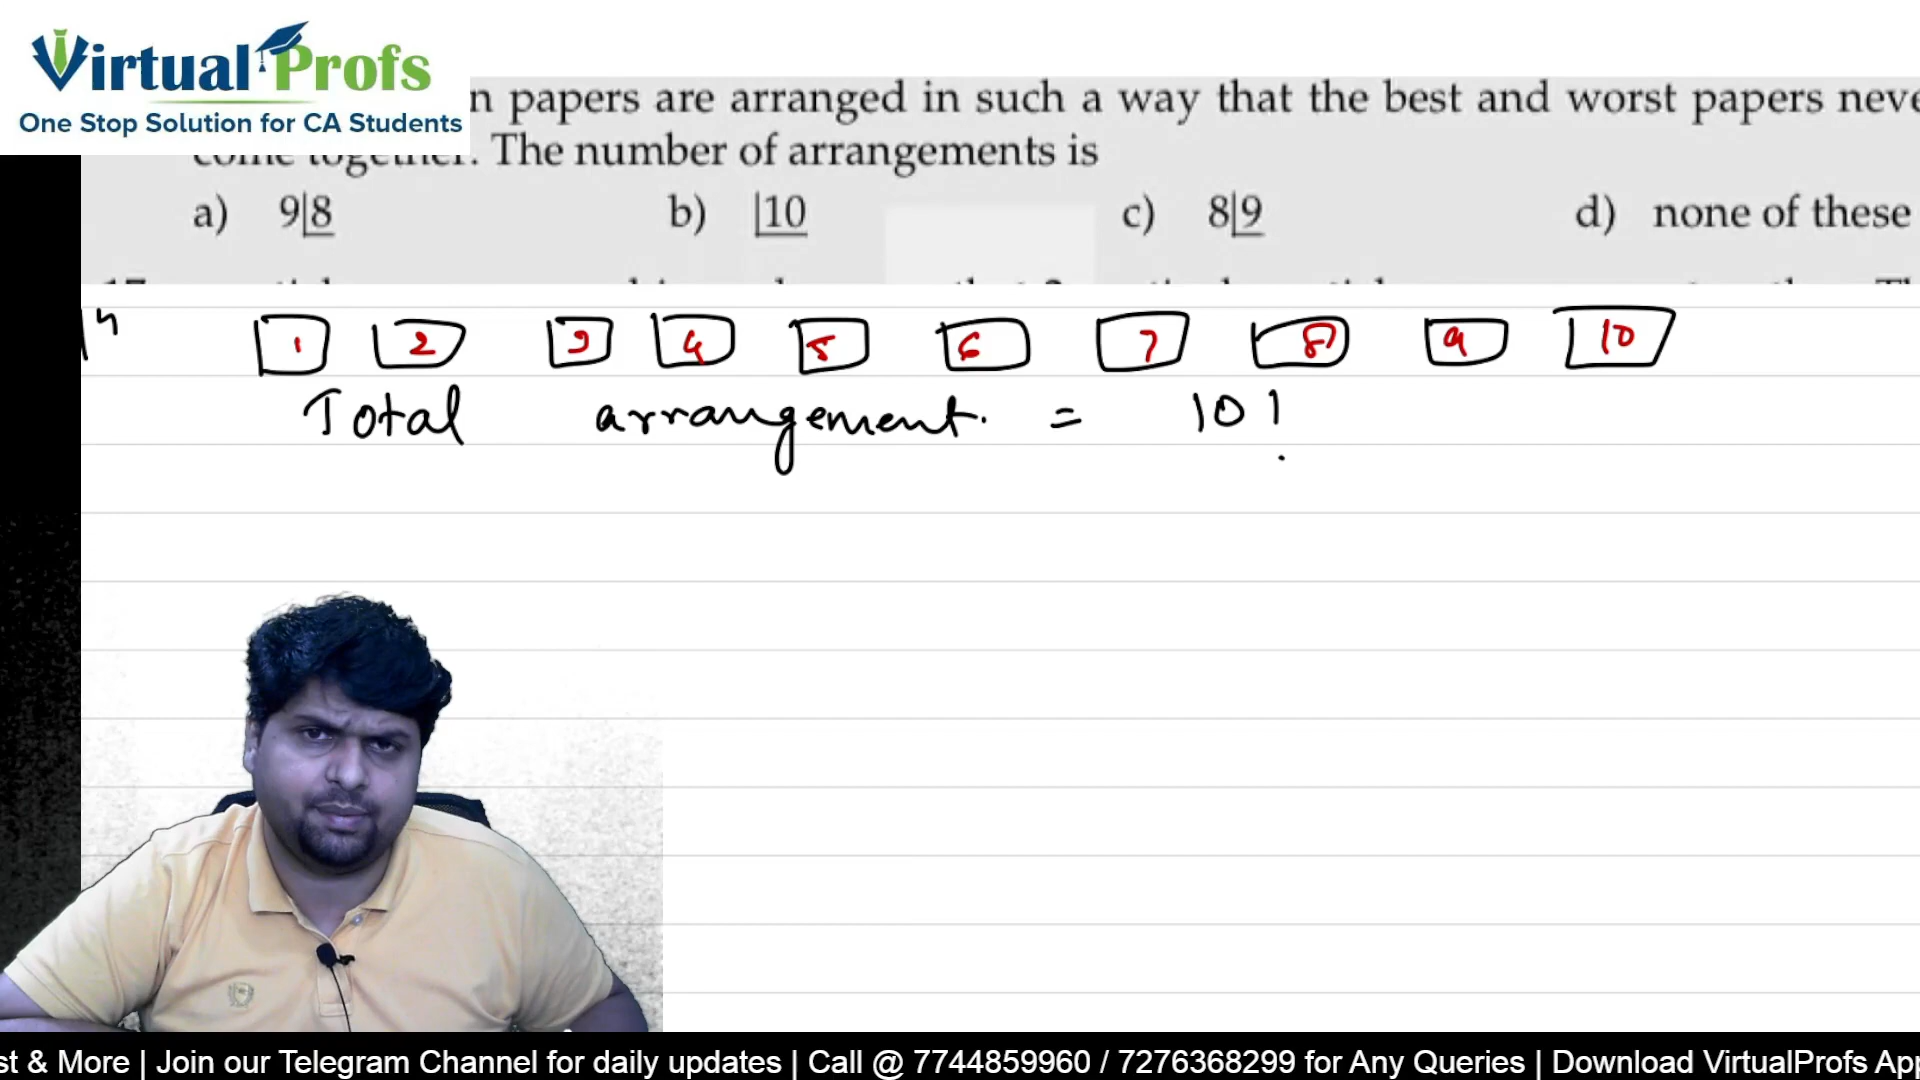 Virtual Profs
One Stop Solution for CA Students
n papers are arranged in such a way that the best and worst papers neve
come together. The number of arrangements is
a) 9|8 b) |10 c) 8|9 d) none of these
1 2 3 4 5 6 7 8 9 10
Total arrangement. = 10!
st & More | Join our Telegram Channel for daily updates | Call @ 7744859960 / 7276368299 for Any Queries | Download VirtualProfs App